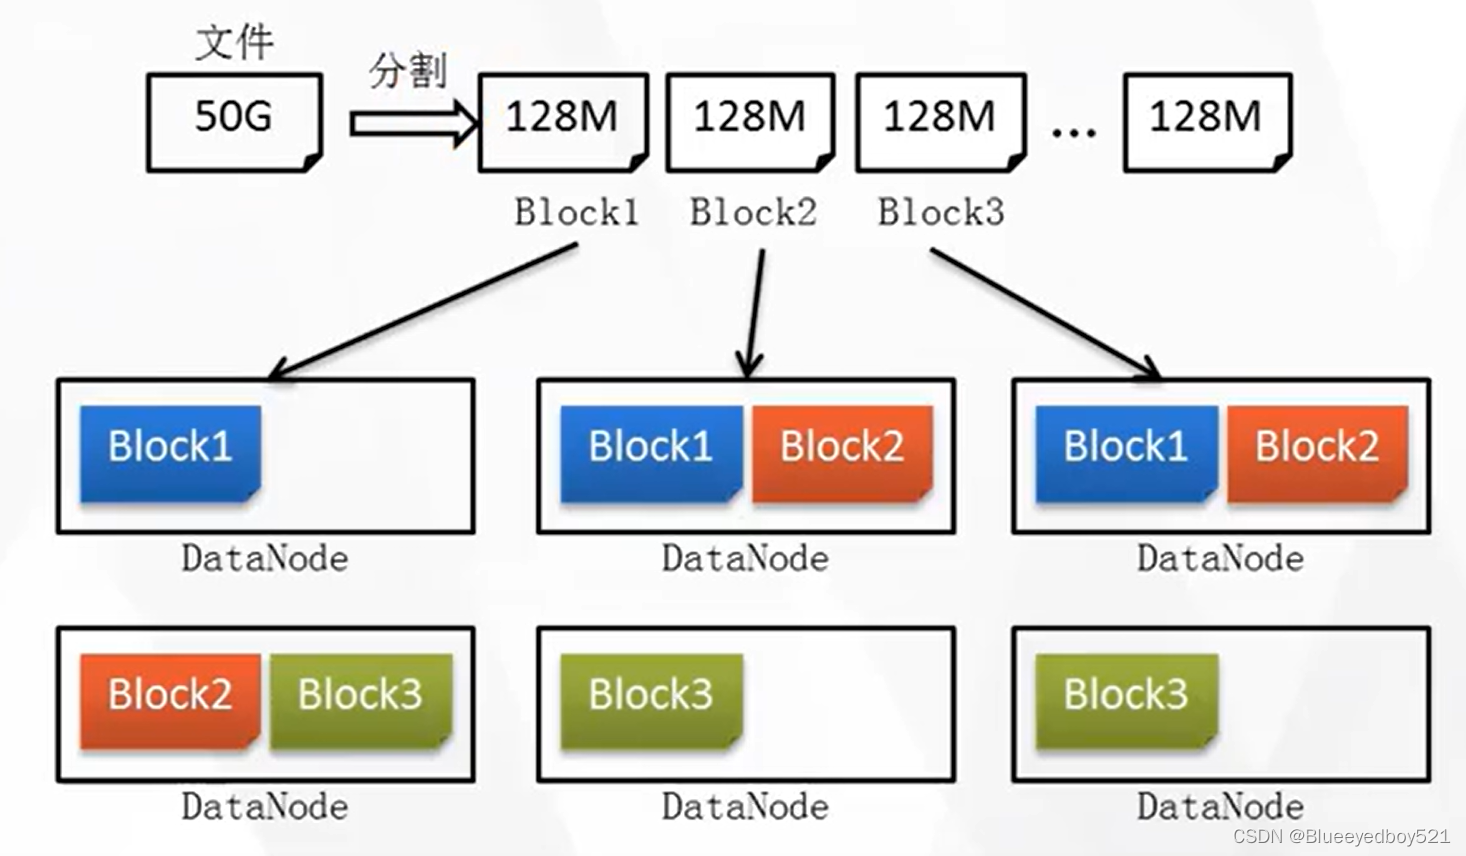 文件
分割
50G
128M
128M
128M
...
128M
Block1
Block2
Block3
Block1
Block1
Block2
Block1
Block2
DataNode
DataNode
DataNode
Block2
Block3
Block3
Block3
DataNode
DataNode
DataNode
CSDN @Blueeyedboy521